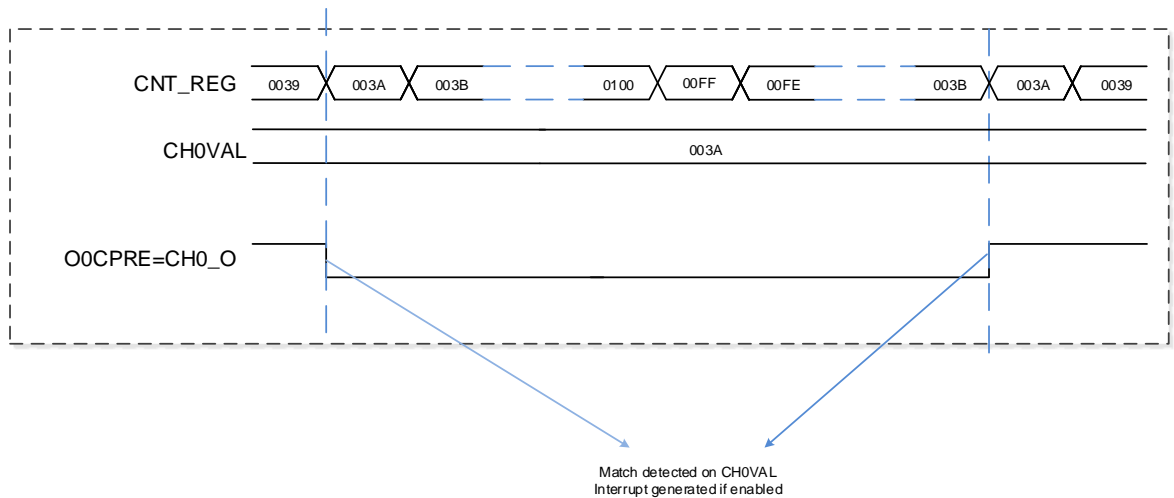 CNT_REG 0039 003A 003B 0100 00FF 00FE 003B 003A 0039
CH0VAL 003A
O0CPRE=CH0_O
Match detected on CH0VAL
Interrupt generated if enabled